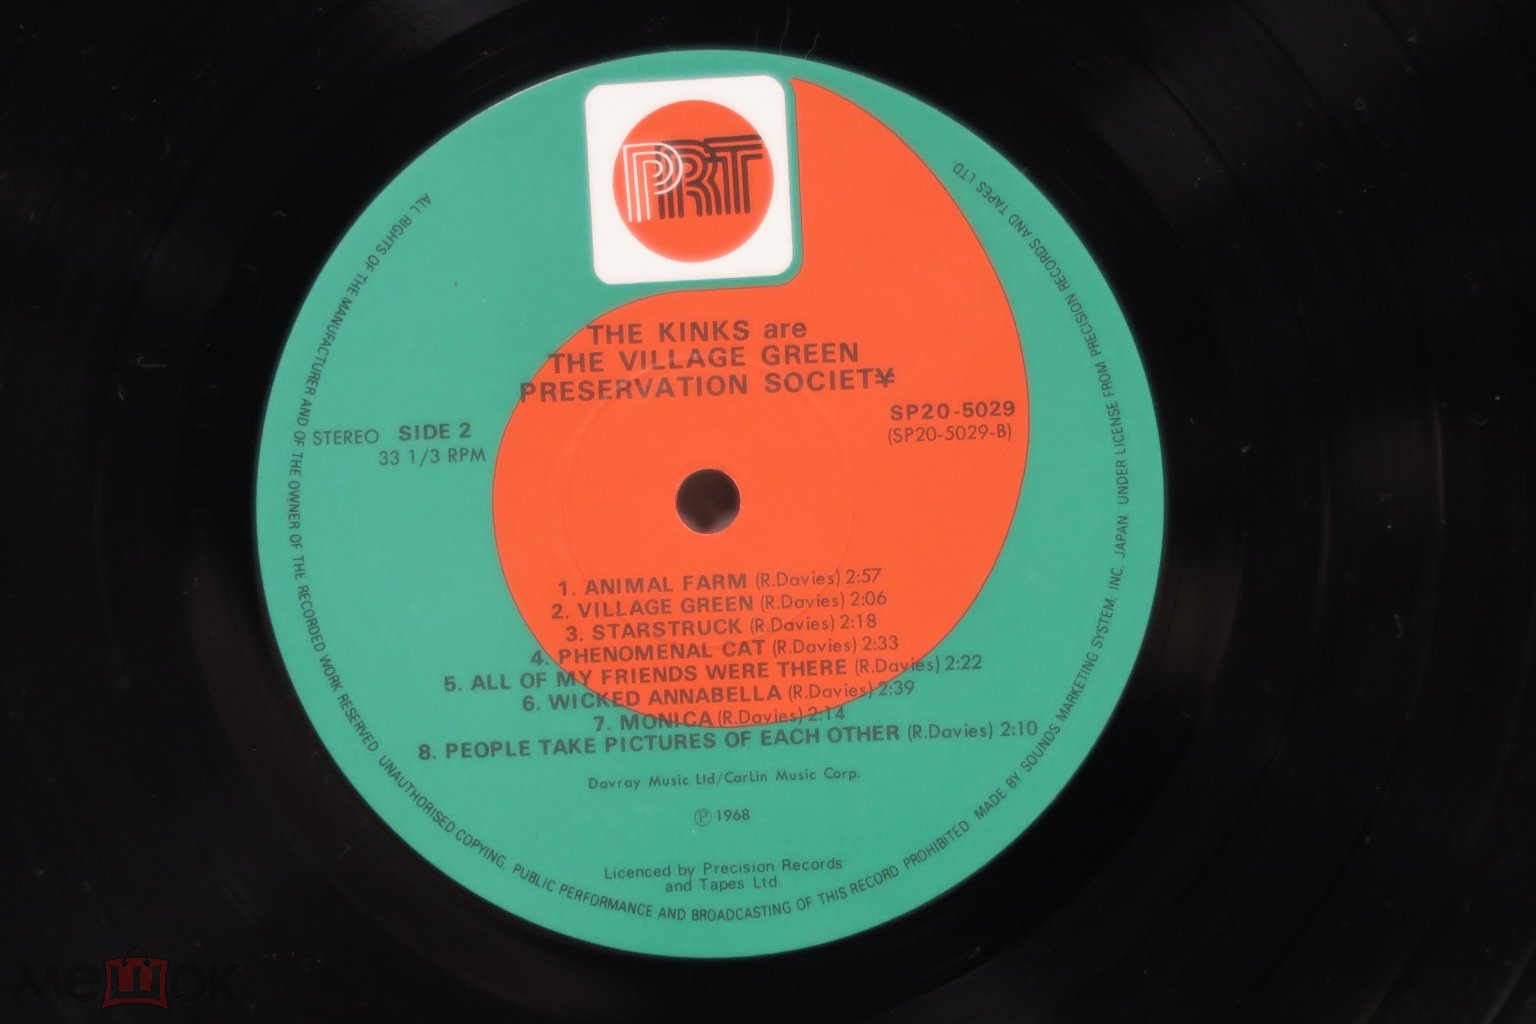 PRT
THE KINKS are
THE VILLAGE GREEN
PRESERVATION SOCIET¥
SP20-5029
(SP20-5029-B)
STEREO SIDE 2
33 1/3 RPM
1. ANIMAL FARM (R.Davies) 2:57
2. VILLAGE GREEN (R.Davies) 2:06
3. STARSTRUCK (R.Davies) 2:18
4. PHENOMENAL CAT (R.Davies) 2:33
5. ALL OF MY FRIENDS WERE THERE (R.Davies) 2:22
6. WICKED ANNABELLA (R.Davies) 2:39
7. MONICA (R.Davies) 2:14
8. PEOPLE TAKE PICTURES OF EACH OTHER (R.Davies) 2:10
Davray Music Ltd/CarLin Music Corp.
Ⓟ 1968
Licenced by Precision Records
and Tapes Ltd.
ALL RIGHTS OF THE MANUFACTURER AND OF THE OWNER OF THE RECORDED WORK RESERVED. UNAUTHORISED COPYING, PUBLIC PERFORMANCE AND BROADCASTING OF THIS RECORD PROHIBITED. MADE BY SOUNDS MARKETING SYSTEM, INC. JAPAN. UNDER LICENSE FROM PRECISION RECORDS AND TAPES LTD.
мешок